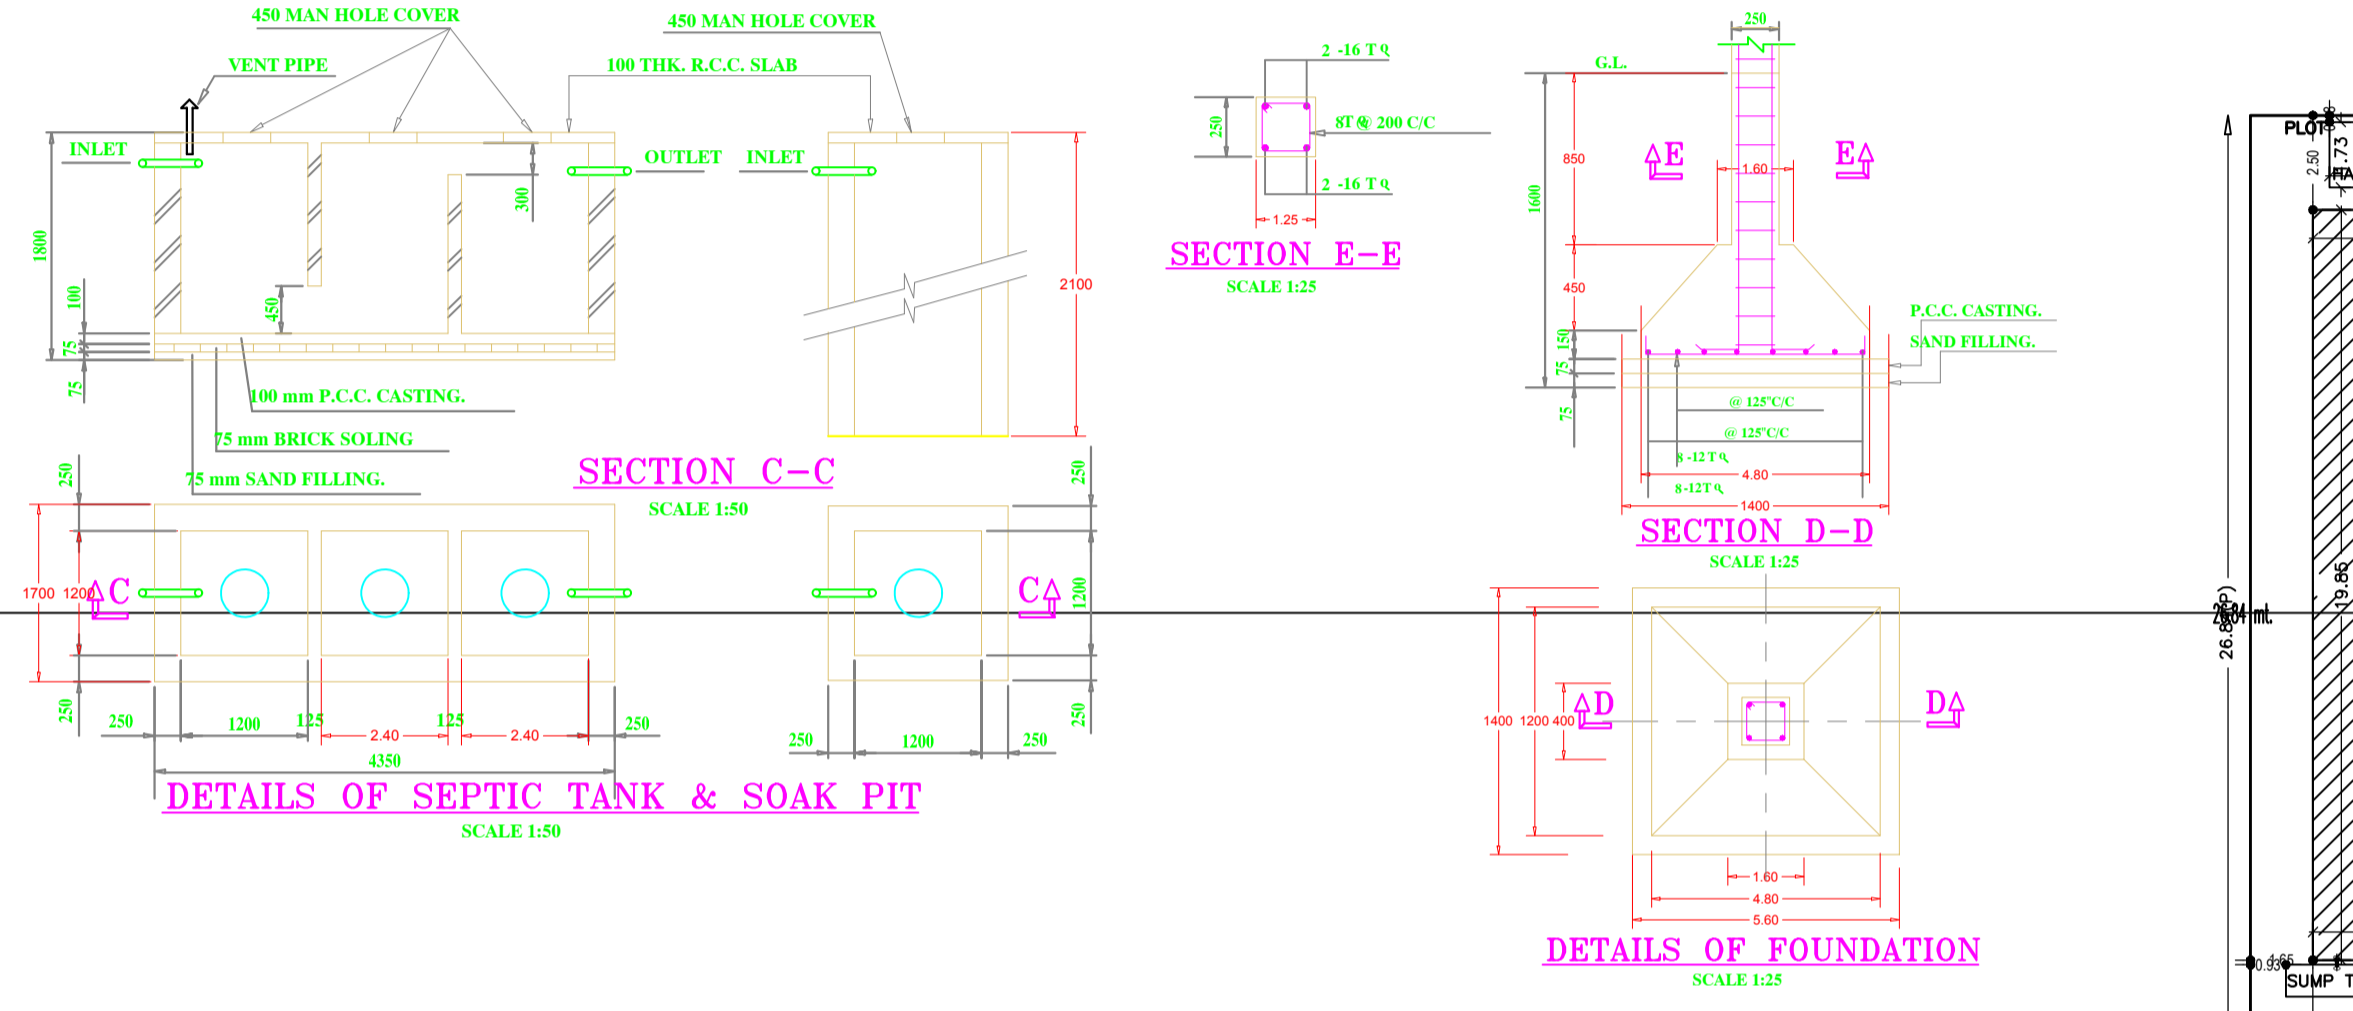 450 MAN HOLE COVER
450 MAN HOLE COVER
VENT PIPE
100 THK. R.C.C. SLAB
INLET
OUTLET
INLET
1800
300
450
100
75
75
2100
100 mm P.C.C. CASTING.
75 mm BRICK SOLING
75 mm SAND FILLING.
SECTION C-C
SCALE 1:50
250
1700
1200
250
C
C
250
1200
250
250
1200
125
2.40
125
2.40
250
4350
250
1200
250
DETAILS OF SEPTIC TANK & SOAK PIT
SCALE 1:50
2 -16 T
8T @ 200 C/C
250
2 -16 T
1.25
SECTION E-E
SCALE 1:25
250
G.L.
E
E
850
1.60
1600
450
150
75
75
P.C.C. CASTING.
SAND FILLING.
@ 125"C/C
@ 125"C/C
8 -12 T
4.80
8-12T
1400
SECTION D-D
SCALE 1:25
1400
1200
400
D
D
1.60
4.80
5.60
DETAILS OF FOUNDATION
SCALE 1:25
PLOT
2.50
1.73
19.85
mt.
0.93
SUMP T